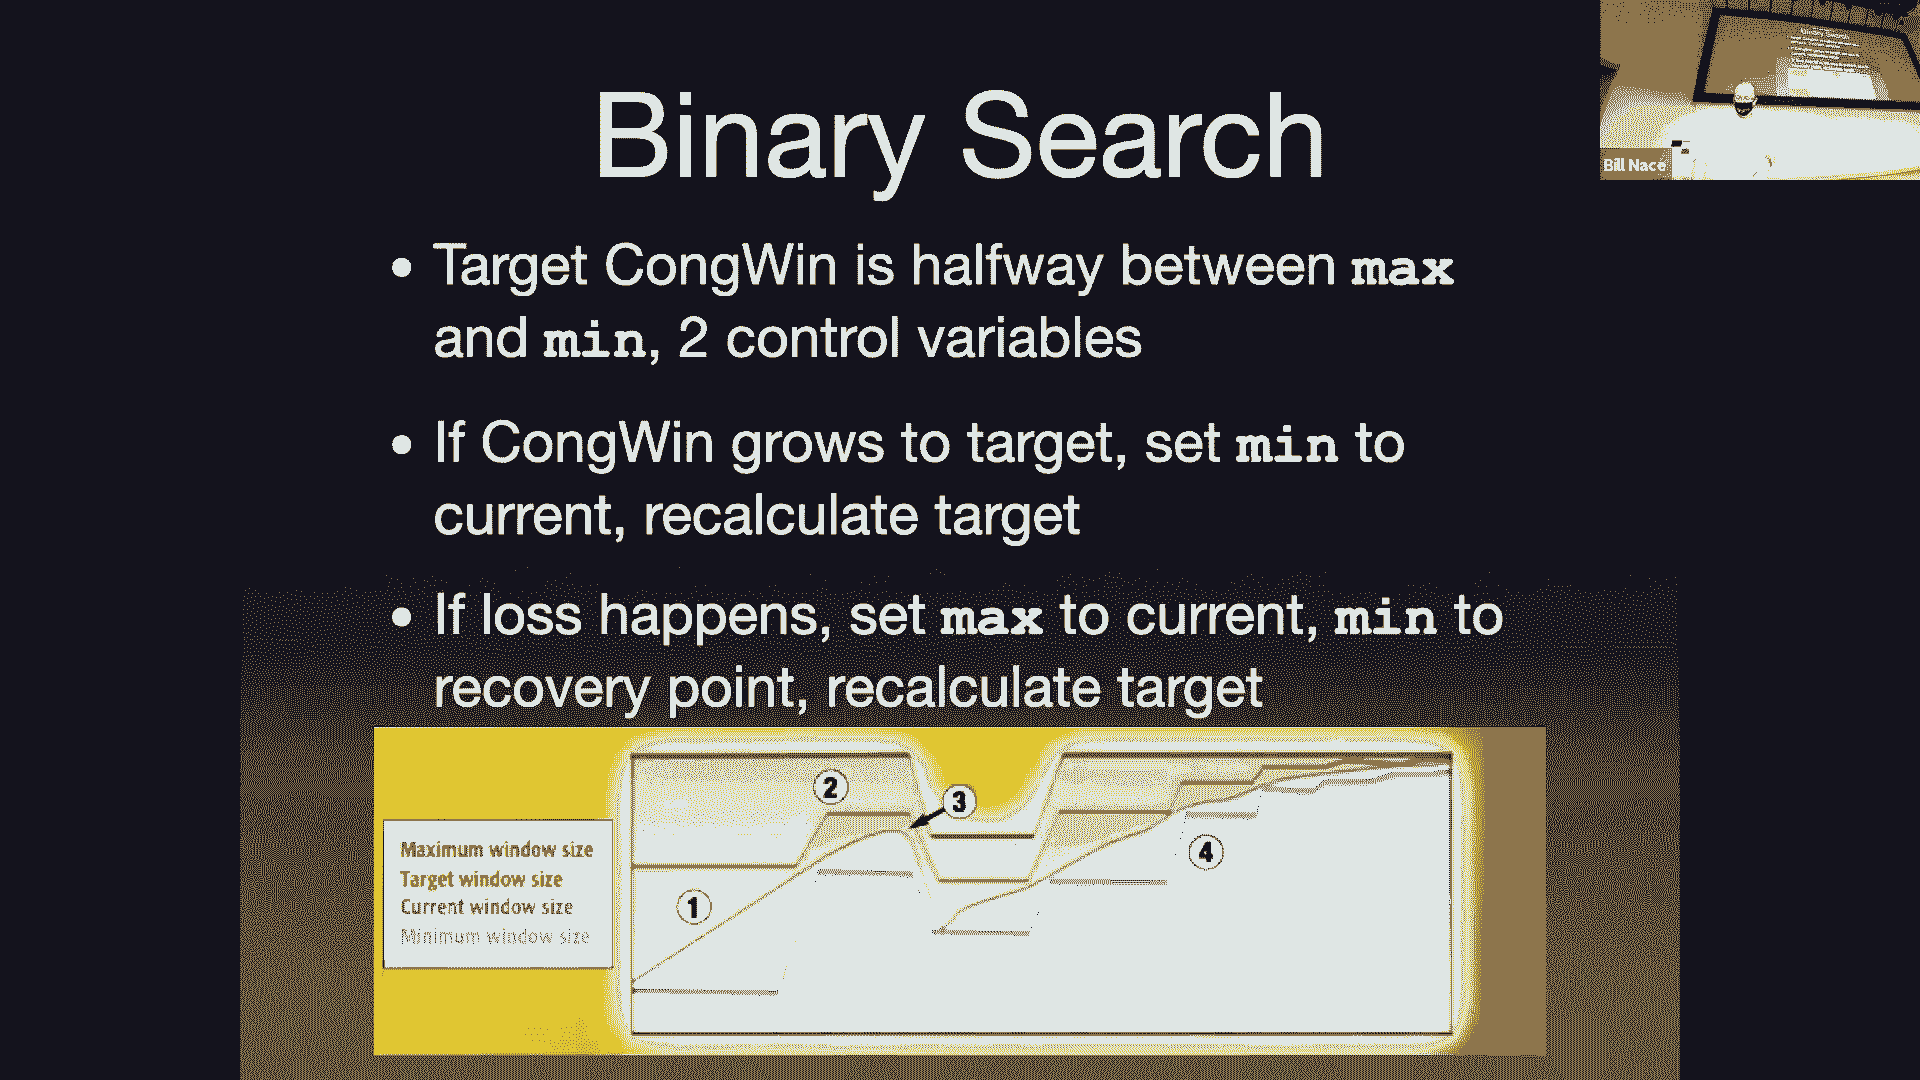 Binary Search
Bill Nace
• Target CongWin is halfway between max
and min, 2 control variables
• If CongWin grows to target, set min to
current, recalculate target
• If loss happens, set max to current, min to
recovery point, recalculate target
Maximum window size
Target window size
Current window size
Minimum window size
1
2
3
4